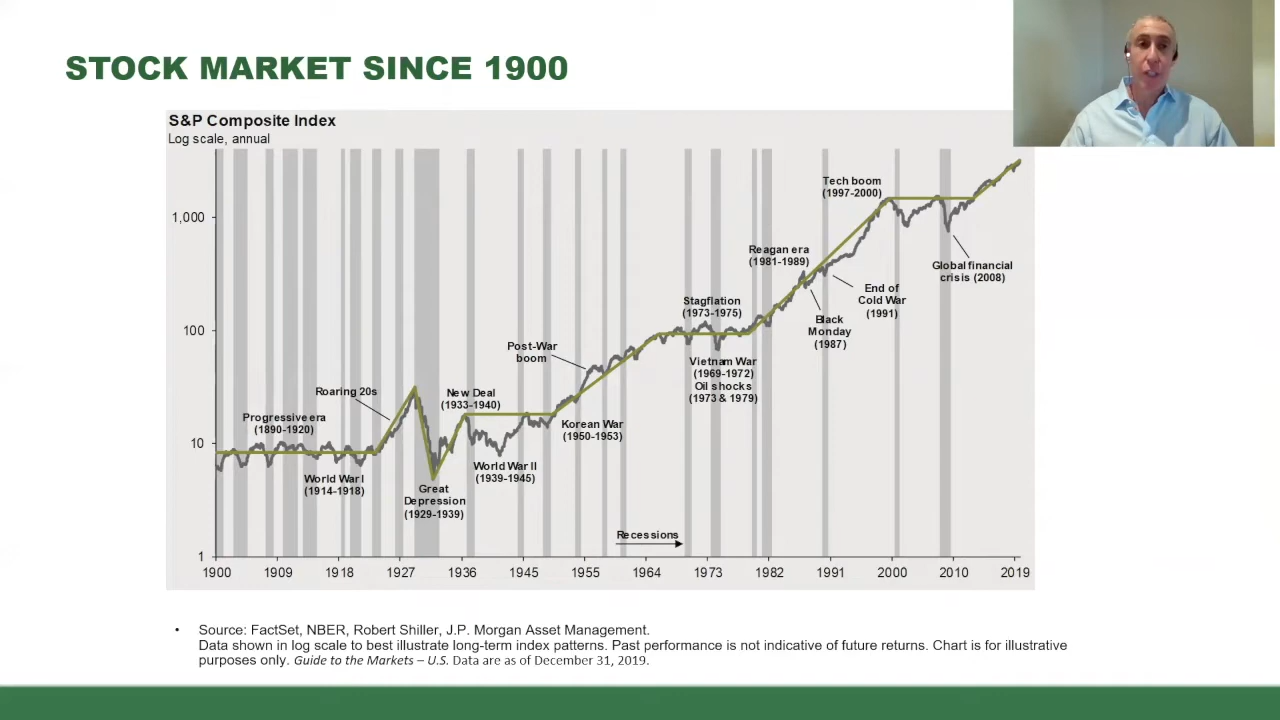 STOCK MARKET SINCE 1900
S&P Composite Index
Log scale, annual
1,000
100
10
1
Progressive era
(1890-1920)
World War I
(1914-1918)
Roaring 20s
Great
Depression
(1929-1939)
New Deal
(1933-1940)
World War II
(1939-1945)
Post-War
boom
Korean War
(1950-1953)
Stagflation
(1973-1975)
Vietnam War
(1969-1972)
Oil shocks
(1973 & 1979)
Reagan era
(1981-1989)
Black
Monday
(1987)
Tech boom
(1997-2000)
End of
Cold War
(1991)
Global financial
crisis (2008)
Recessions
1900 1909 1918 1927 1936 1945 1955 1964 1973 1982 1991 2000 2010 2019
• Source: FactSet, NBER, Robert Shiller, J.P. Morgan Asset Management.
Data shown in log scale to best illustrate long-term index patterns. Past performance is not indicative of future returns. Chart is for illustrative
purposes only. Guide to the Markets – U.S. Data are as of December 31, 2019.